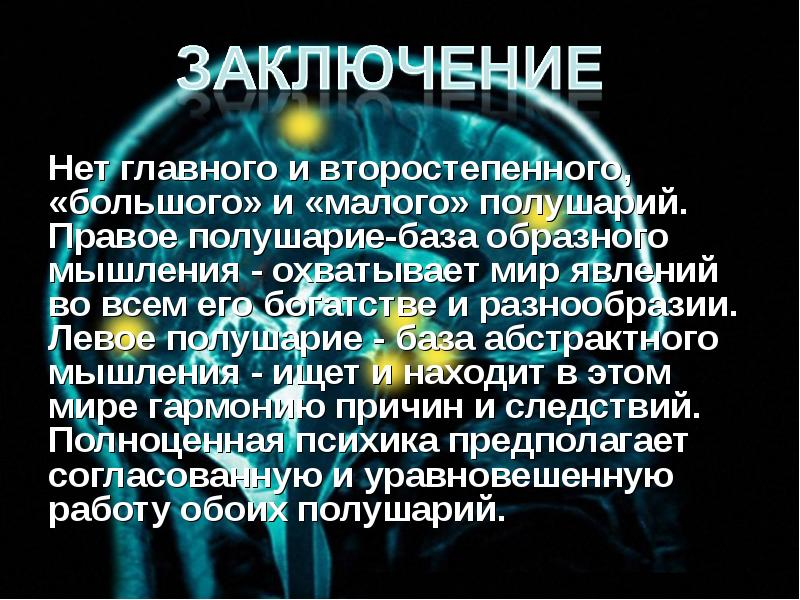 ЗАКЛЮЧЕНИЕ
Нет главного и второстепенного,
«большого» и «малого» полушарий.
Правое полушарие-база образного
мышления - охватывает мир явлений
во всем его богатстве и разнообразии.
Левое полушарие - база абстрактного
мышления - ищет и находит в этом
мире гармонию причин и следствий.
Полноценная психика предполагает
согласованную и уравновешенную
работу обоих полушарий.